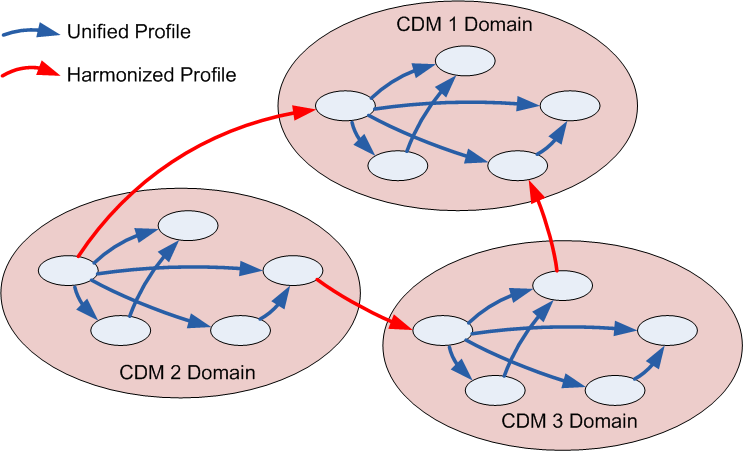 Unified Profile
Harmonized Profile
CDM 1 Domain
CDM 2 Domain
CDM 3 Domain